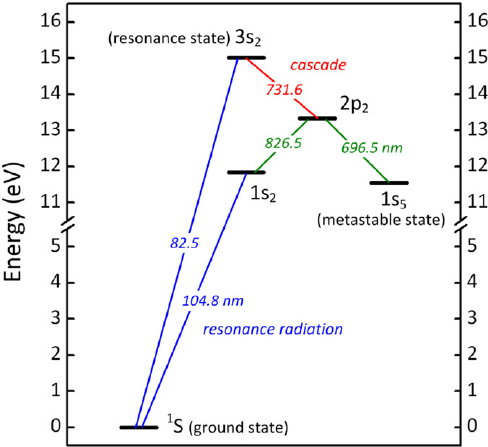 16 16
(resonance state) 3s₂
15 15
cascade
14 731.6 14
2p₂
13 13
826.5 696.5 nm
12 12
1s₂ 1s₅
11 11
(metastable state)
Energy (eV)
5 5
82.5
4 4
104.8 nm
3 3
resonance radiation
2 2
1 1
0 ¹S (ground state) 0